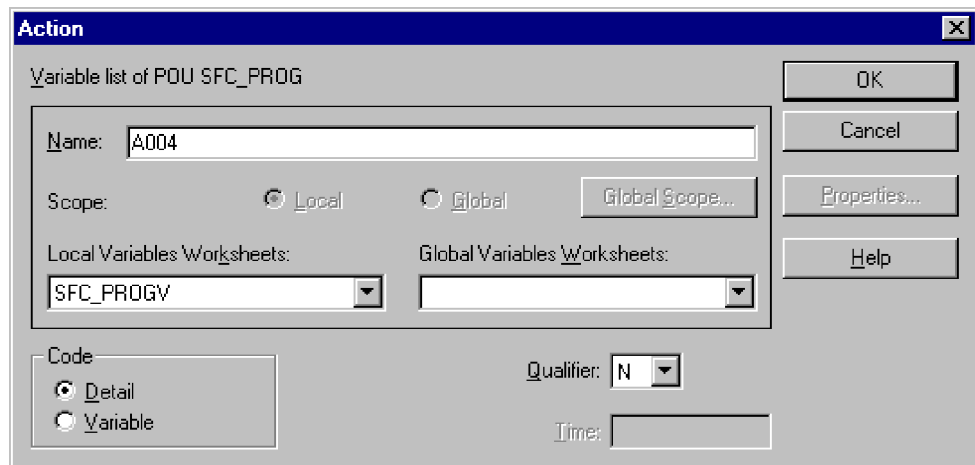 Action
Variable list of POU SFC_PROG
OK
Name: A004
Cancel
Scope: Local Global Global Scope... Properties...
Local Variables Worksheets: Global Variables Worksheets: Help
SFC_PROGV
Code
Detail
Qualifier: N
Variable
Time: